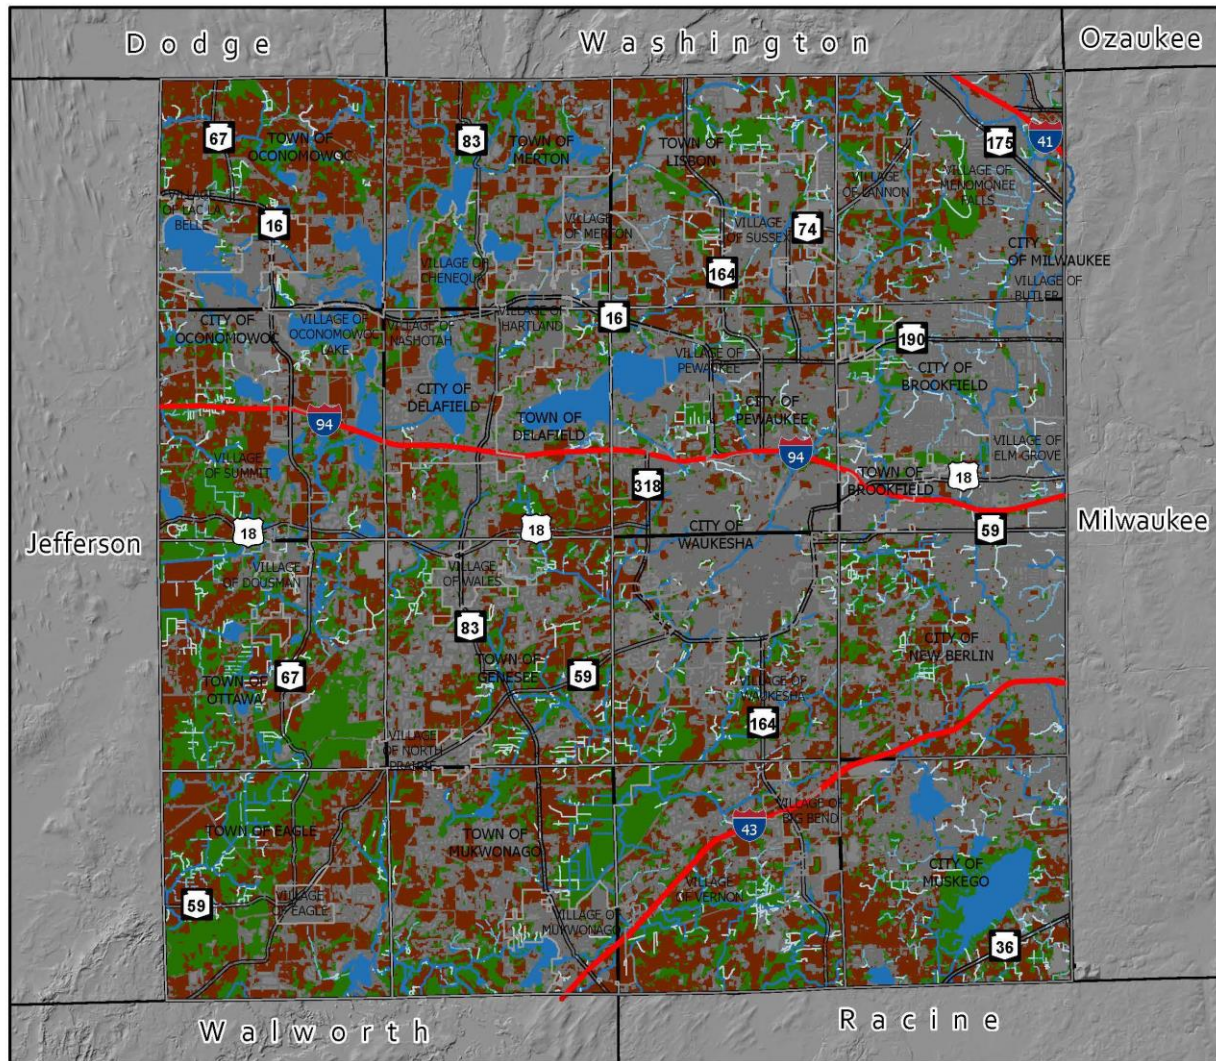 Dodge
Washington
Ozaukee
67
TOWN OF
OCONOMOWOC
83
TOWN OF
MERTON
TOWN OF
LISBON
175
41
VILLAGE
OF LANNON
VILLAGE OF
MENOMONEE
FALLS
VILLAGE
OF LAC LA
BELLE
16
VILLAGE
OF MERTON
VILLAGE
OF SUSSEX
74
CITY
OF MILWAUKEE
VILLAGE OF
CHENEQUA
164
VILLAGE OF
BUTLER
CITY OF
OCONOMOWOC
VILLAGE OF
OCONOMOWOC
LAKE
VILLAGE OF
NASHOTAH
VILLAGE OF
HARTLAND
16
VILLAGE OF
PEWAUKEE
190
CITY OF
BROOKFIELD
CITY OF
DELAFIELD
TOWN OF
DELAFIELD
CITY OF
PEWAUKEE
94
94
VILLAGE OF
ELM GROVE
VILLAGE
OF SUMMIT
318
TOWN OF
BROOKFIELD
18
Jefferson
18
18
CITY OF
WAUKESHA
59
Milwaukee
VILLAGE
OF DOUSMAN
VILLAGE
OF WALES
83
CITY OF
NEW BERLIN
TOWN OF
OTTAWA
67
TOWN OF
GENESEE
59
VILLAGE OF
WAUKESHA
164
VILLAGE
OF NORTH
PRAIRIE
TOWN OF EAGLE
TOWN OF
MUKWONAGO
43
VILLAGE OF
BIG BEND
CITY OF
MUSKEGO
59
VILLAGE
OF EAGLE
VILLAGE
OF VERNON
VILLAGE OF
MUKWONAGO
36
Walworth
Racine